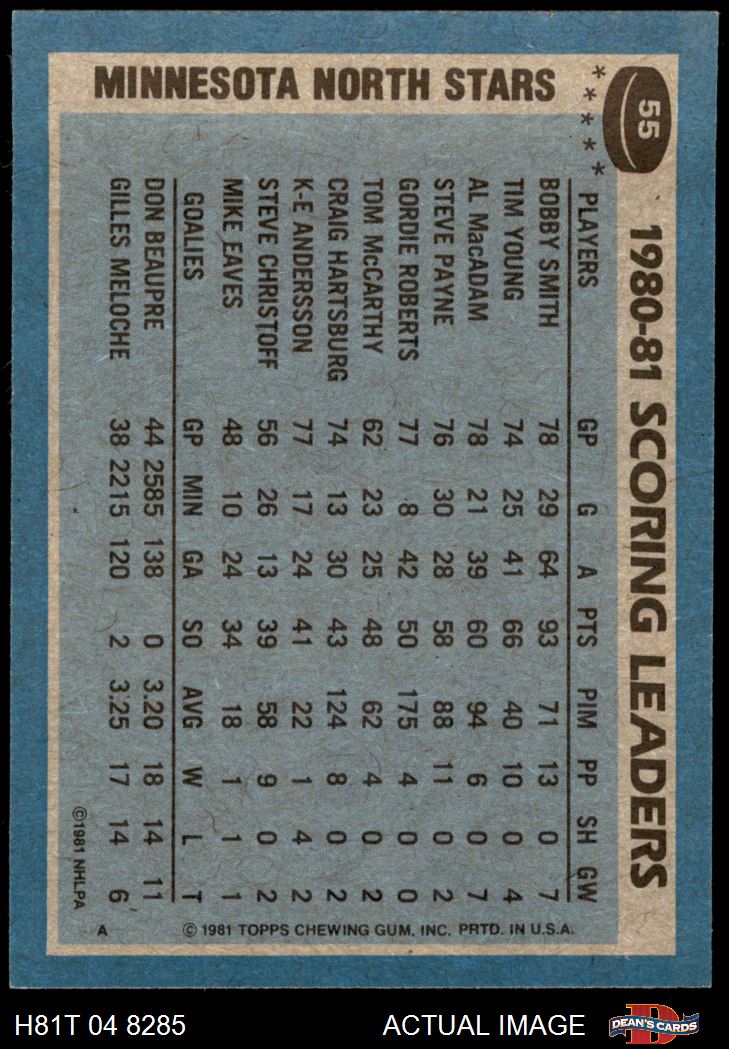 55
1980-81 SCORING LEADERS
MINNESOTA NORTH STARS
*****
PLAYERS GP G A PTS PIM PP SH GW
BOBBY SMITH 78 29 64 93 71 13 0 7
TIM YOUNG 74 25 41 66 40 10 0 4
AL MacADAM 78 21 39 60 94 6 0 7
STEVE PAYNE 76 30 28 58 88 11 0 2
GORDIE ROBERTS 77 8 42 50 175 4 0 0
TOM McCARTHY 62 23 25 48 62 4 0 2
CRAIG HARTSBURG 74 13 30 43 124 8 0 2
K-E ANDERSSON 77 17 24 41 22 1 4 2
STEVE CHRISTOFF 56 26 13 39 58 9 0 2
MIKE EAVES 48 10 24 34 18 1 1 1
GOALIES GP MIN GA SO AVG W L T
DON BEAUPRE 44 2585 138 0 3.20 18 14 11
GILLES MELOCHE 38 2215 120 2 3.25 17 14 6
©1981 NHLPA
© 1981 TOPPS CHEWING GUM, INC. PRTD. IN U.S.A.
A
H81T 04 8285
ACTUAL IMAGE
DEAN'S CARDS